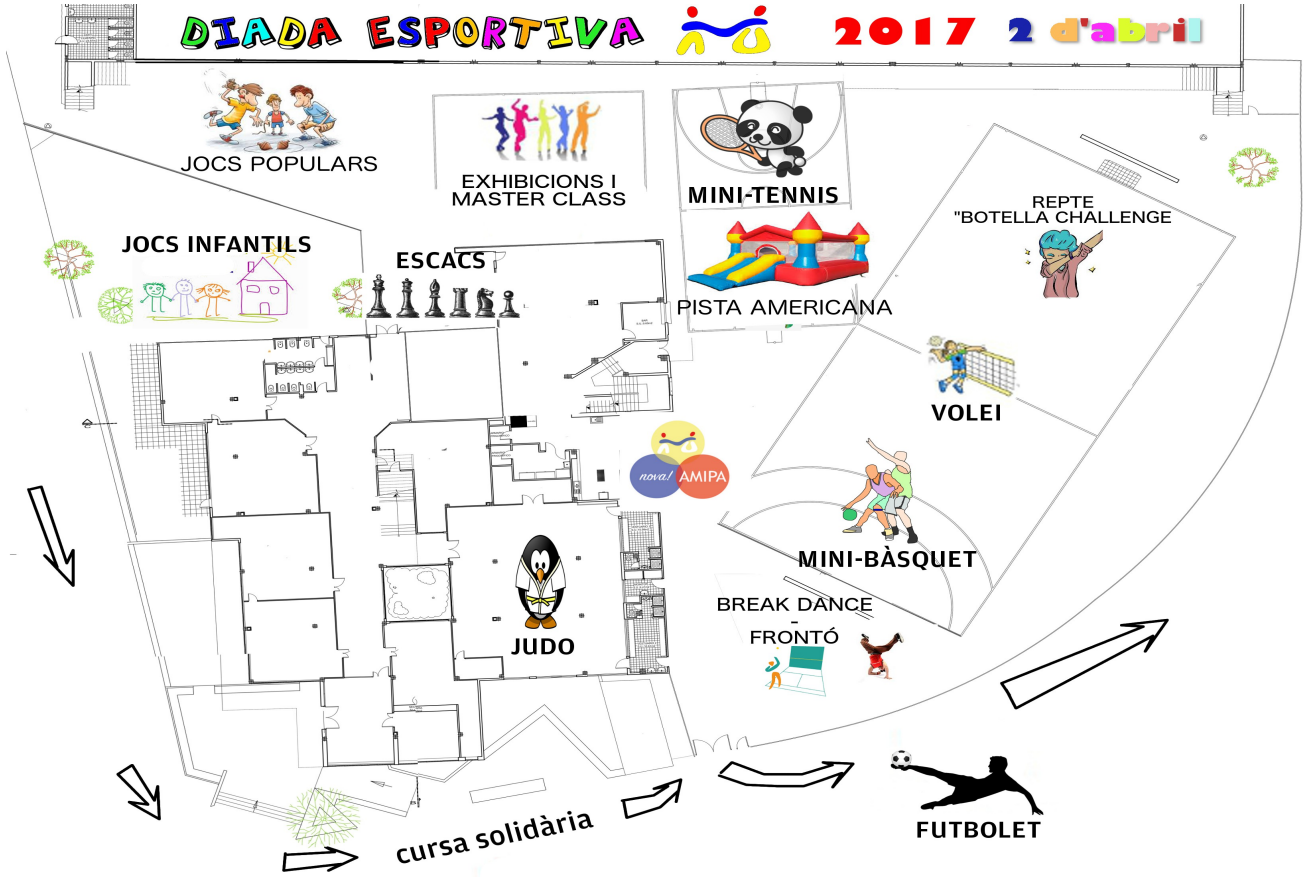 DIADA ESPORTIVA 2017 2 d'abril
JOCS POPULARS
EXHIBICIONS I
MASTER CLASS
MINI-TENNIS
REPTE
"BOTELLA CHALLENGE
JOCS INFANTILS
ESCACS
PISTA AMERICANA
VOLEI
nova! AMIPA
MINI-BÀSQUET
BREAK DANCE
-
FRONTÓ
JUDO
cursa solidària
FUTBOLET